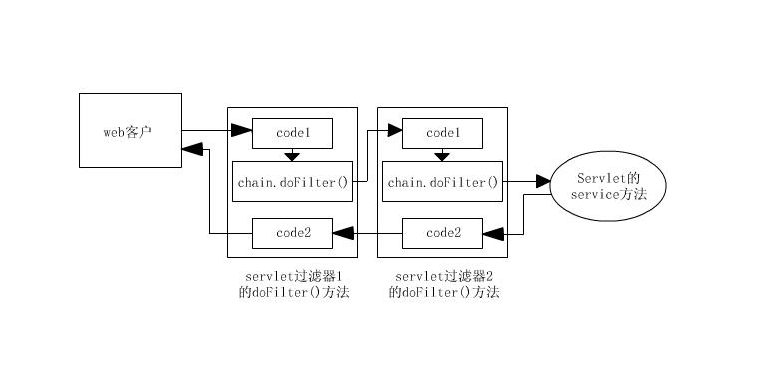 web客户
code1
chain.doFilter()
code2
servlet过滤器1
的doFilter()方法
code1
chain.doFilter()
code2
servlet过滤器2
的doFilter()方法
Servlet的
service方法